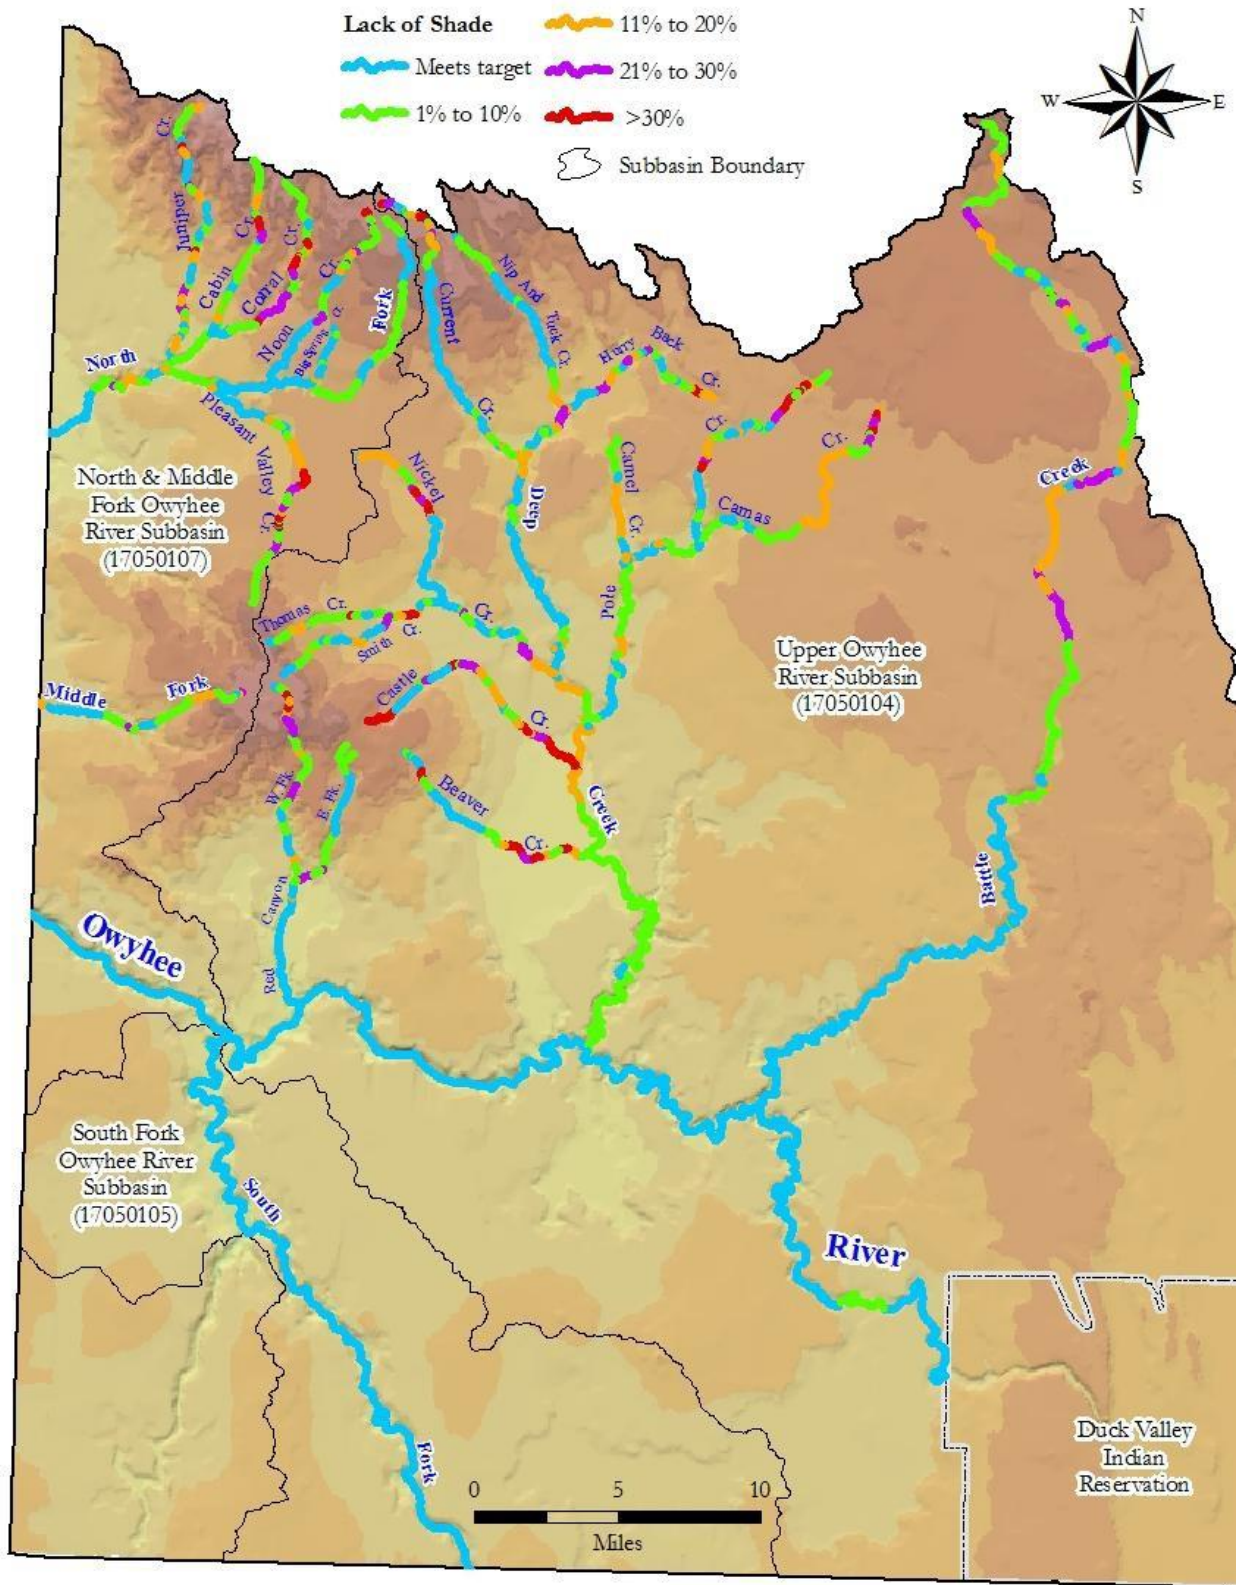 Lack of Shade
Meets target
1% to 10%
11% to 20%
21% to 30%
>30%
Subbasin Boundary
N
W
E
S
Cr.
Juniper
Cr.
Cabin
Cr.
Corral
Cr.
Noon
Big Spring Cr.
Fork
North
Current
Cr.
Nip And
Tuck Cr.
Hurry
Back
Cr.
Pleasant Valley
Cr.
Nickel
Deep
Camel
Cr.
Cr.
Cr.
Camas
Creek
North & Middle
Fork Owyhee
River Subbasin
(17050107)
Thomas
Cr.
Smith
Cr.
Cr.
Pole
Upper Owyhee
River Subbasin
(17050104)
Middle
Fork
Castle
Cr.
W. Fk.
E. Fk.
Beaver
Cr.
Creek
Canyon
Red
Battle
Owyhee
South Fork
Owyhee River
Subbasin
(17050105)
South
Fork
River
Duck Valley
Indian
Reservation
0
5
10
Miles